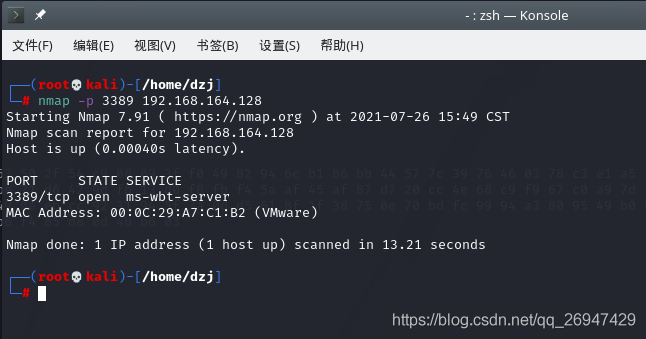 - : zsh — Konsole
文件(F) 编辑(E) 视图(V) 书签(B) 设置(S) 帮助(H)
┌──(root💀kali)-[/home/dzj]
└─# nmap -p 3389 192.168.164.128
Starting Nmap 7.91 ( https://nmap.org ) at 2021-07-26 15:49 CST
Nmap scan report for 192.168.164.128
Host is up (0.00040s latency).
PORT     STATE SERVICE
3389/tcp open  ms-wbt-server
MAC Address: 00:0C:29:A7:C1:B2 (VMware)
Nmap done: 1 IP address (1 host up) scanned in 13.21 seconds
┌──(root💀kali)-[/home/dzj]
└─#
https://blog.csdn.net/qq_26947429